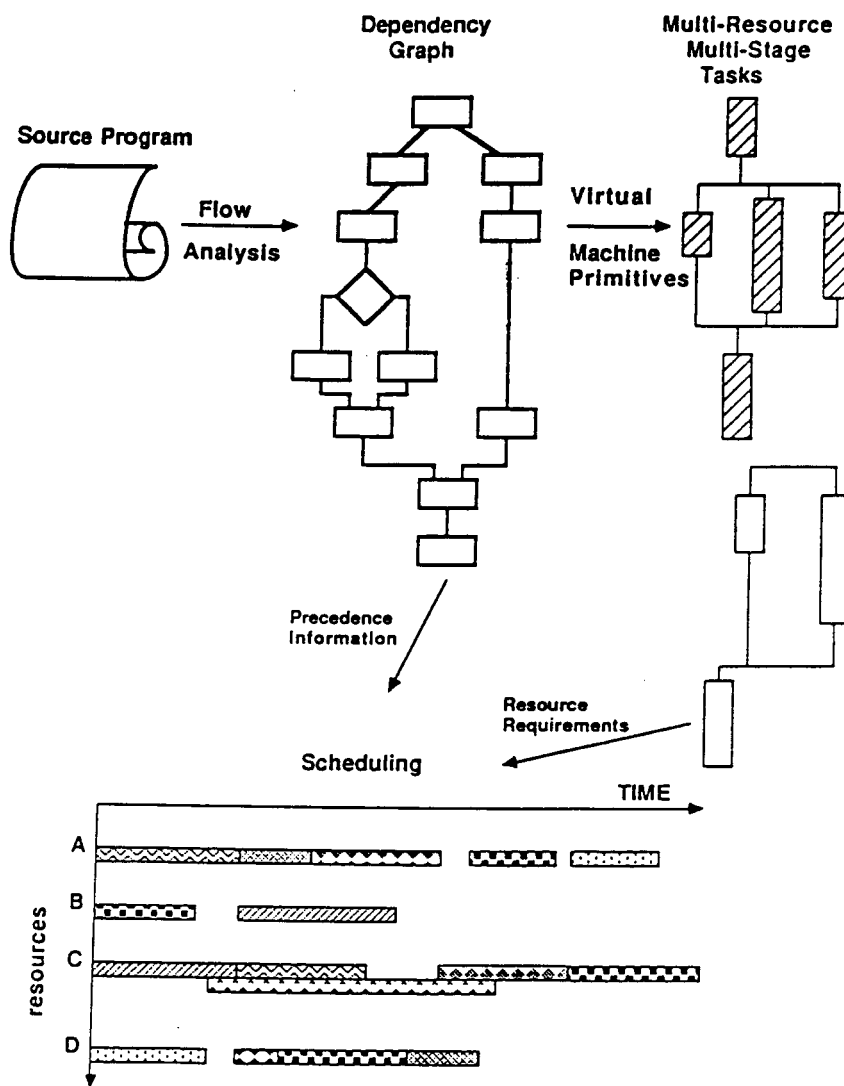 Dependency
Graph
Multi-Resource
Multi-Stage
Tasks
Source Program
Flow
Analysis
Virtual
Machine
Primitives
Precedence
Information
Resource
Requirements
Scheduling
TIME
A
B
C
D
resources